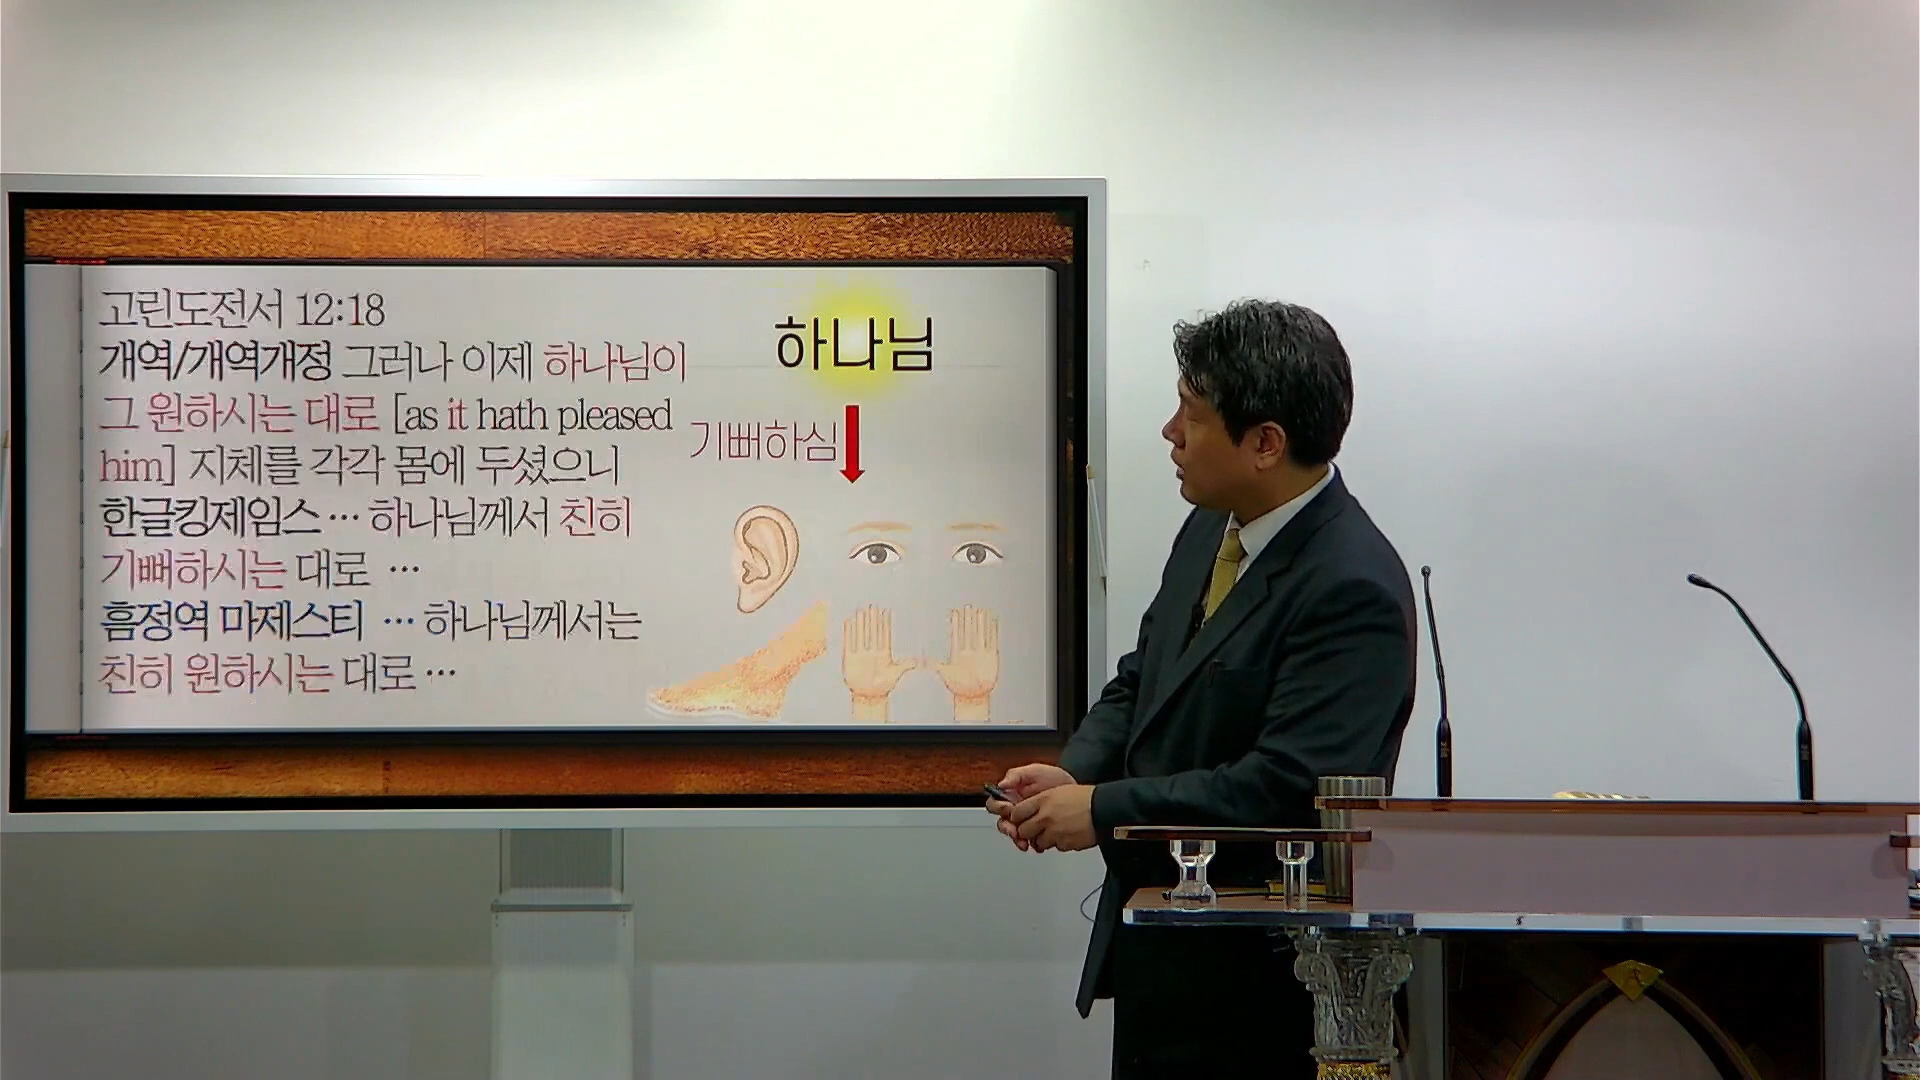 고린도전서 12:18
개역/개역개정 그러나 이제 하나님이
그 원하시는 대로 [as it hath pleased
him] 지체를 각각 몸에 두셨으니
한글킹제임스 … 하나님께서 친히
기뻐하시는 대로 …
흠정역 마제스티 … 하나님께서는
친히 원하시는 대로 …
하나님
기뻐하심